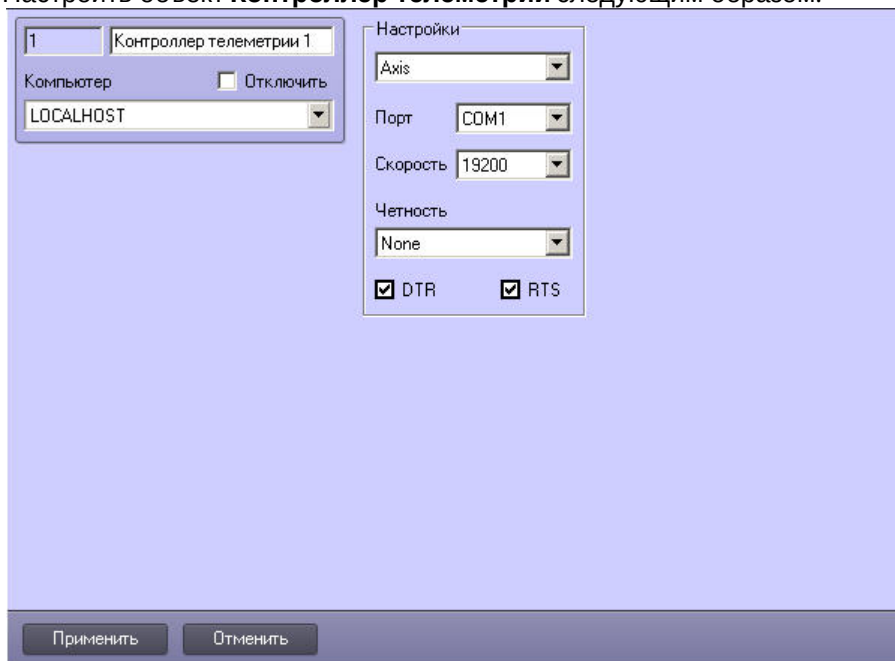 Настроить объект Контроллер телеметрии следующим образом:
1
Контроллер телеметрии 1
Компьютер
Отключить
LOCALHOST
Настройки
Axis
Порт
COM1
Скорость
19200
Четность
None
DTR
RTS
Применить
Отменить